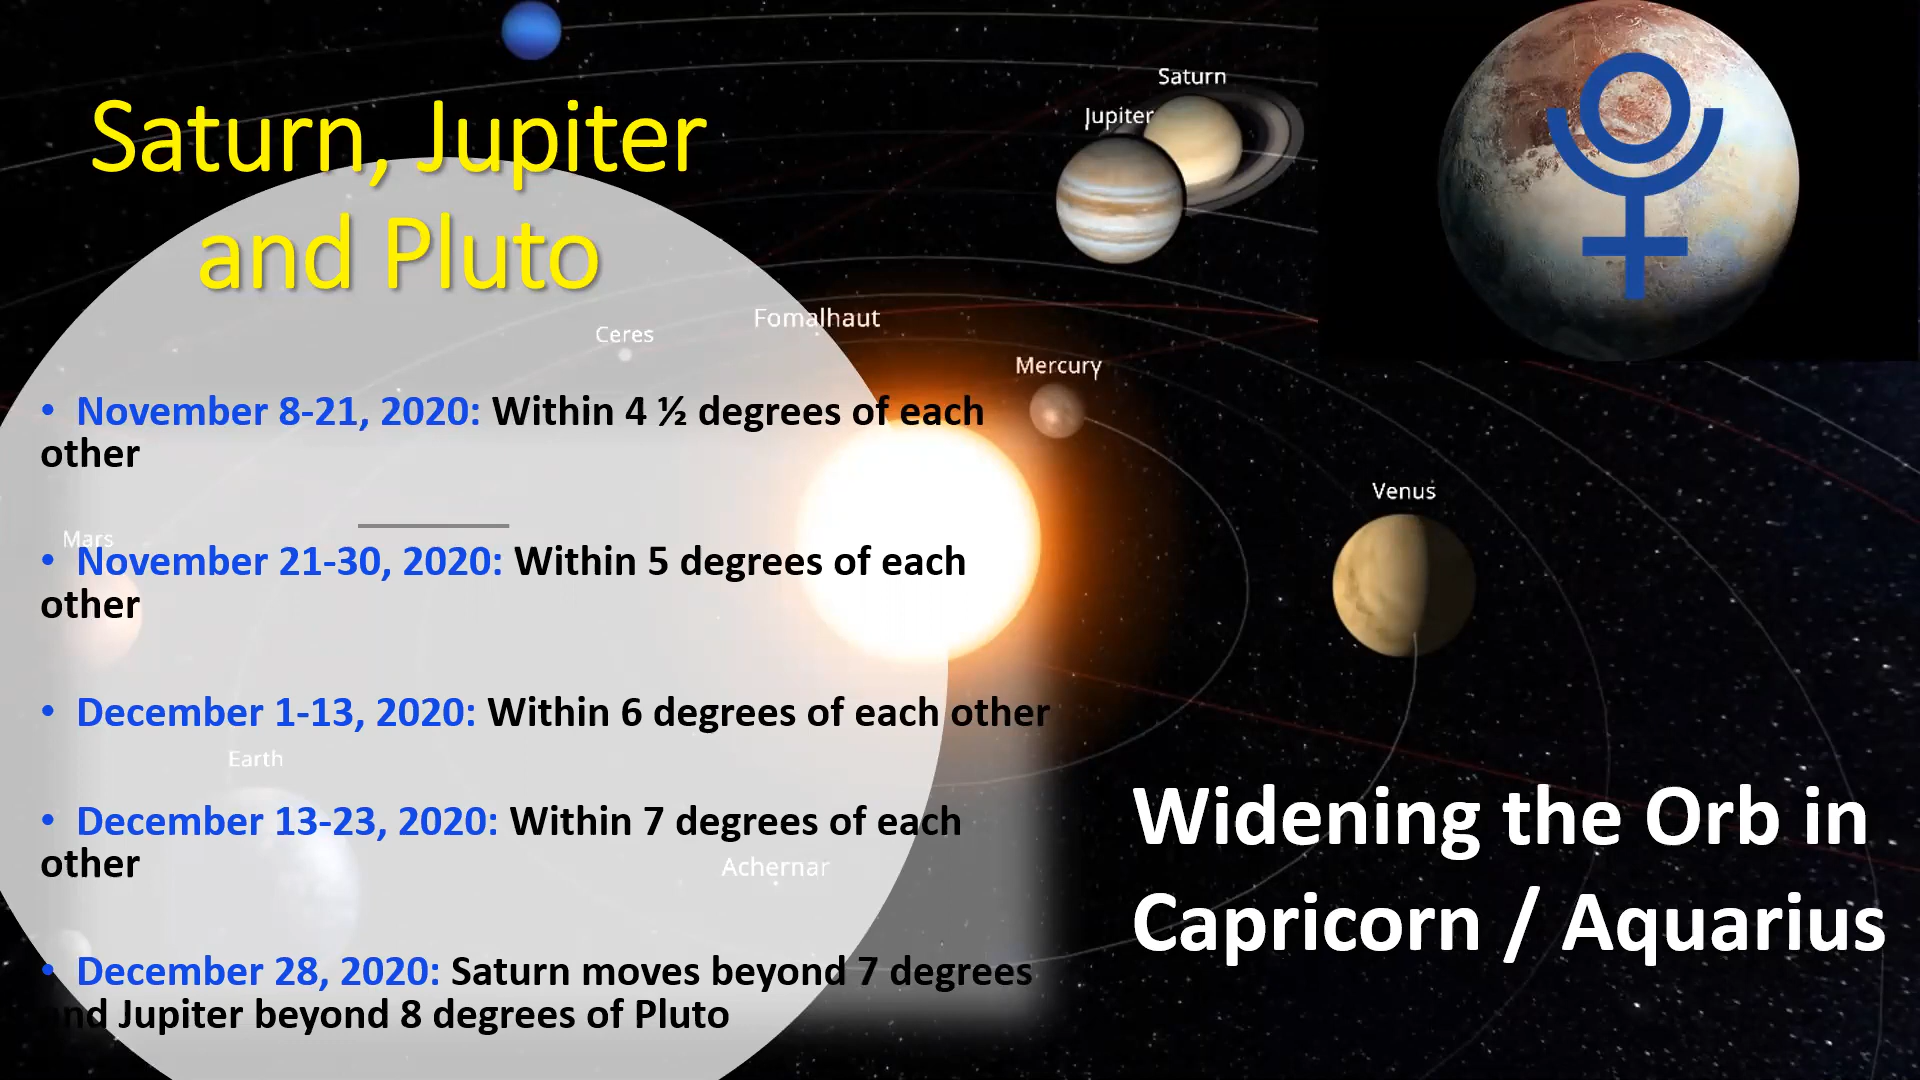 Saturn, Jupiter
and Pluto
Saturn
Jupiter
Fomalhaut
Ceres
Mercury
• November 8-21, 2020: Within 4 ½ degrees of each
other
Venus
Mars
• November 21-30, 2020: Within 5 degrees of each
other
• December 1-13, 2020: Within 6 degrees of each other
Earth
• December 13-23, 2020: Within 7 degrees of each
other
Achernar
• December 28, 2020: Saturn moves beyond 7 degrees
and Jupiter beyond 8 degrees of Pluto
Widening the Orb in
Capricorn / Aquarius